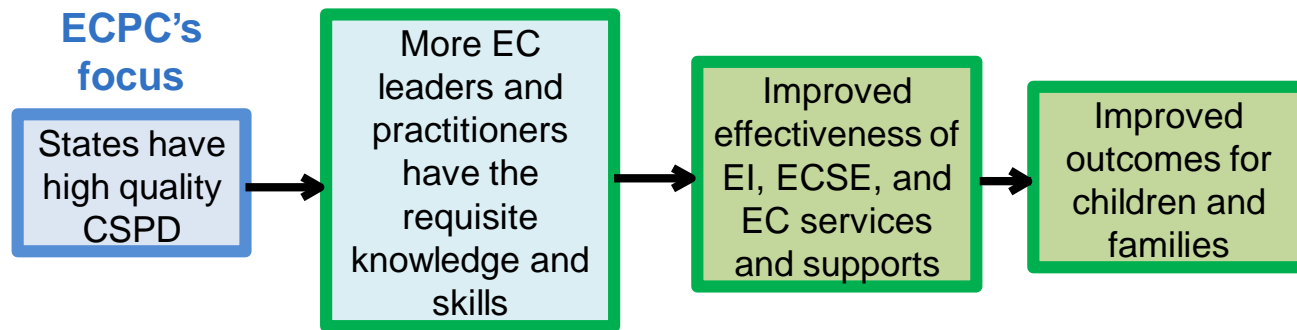 ECPC’s
focus
States have
high quality
CSPD
More EC
leaders and
practitioners
have the
requisite
knowledge and
skills
Improved
effectiveness of
EI, ECSE, and
EC services
and supports
Improved
outcomes for
children and
families